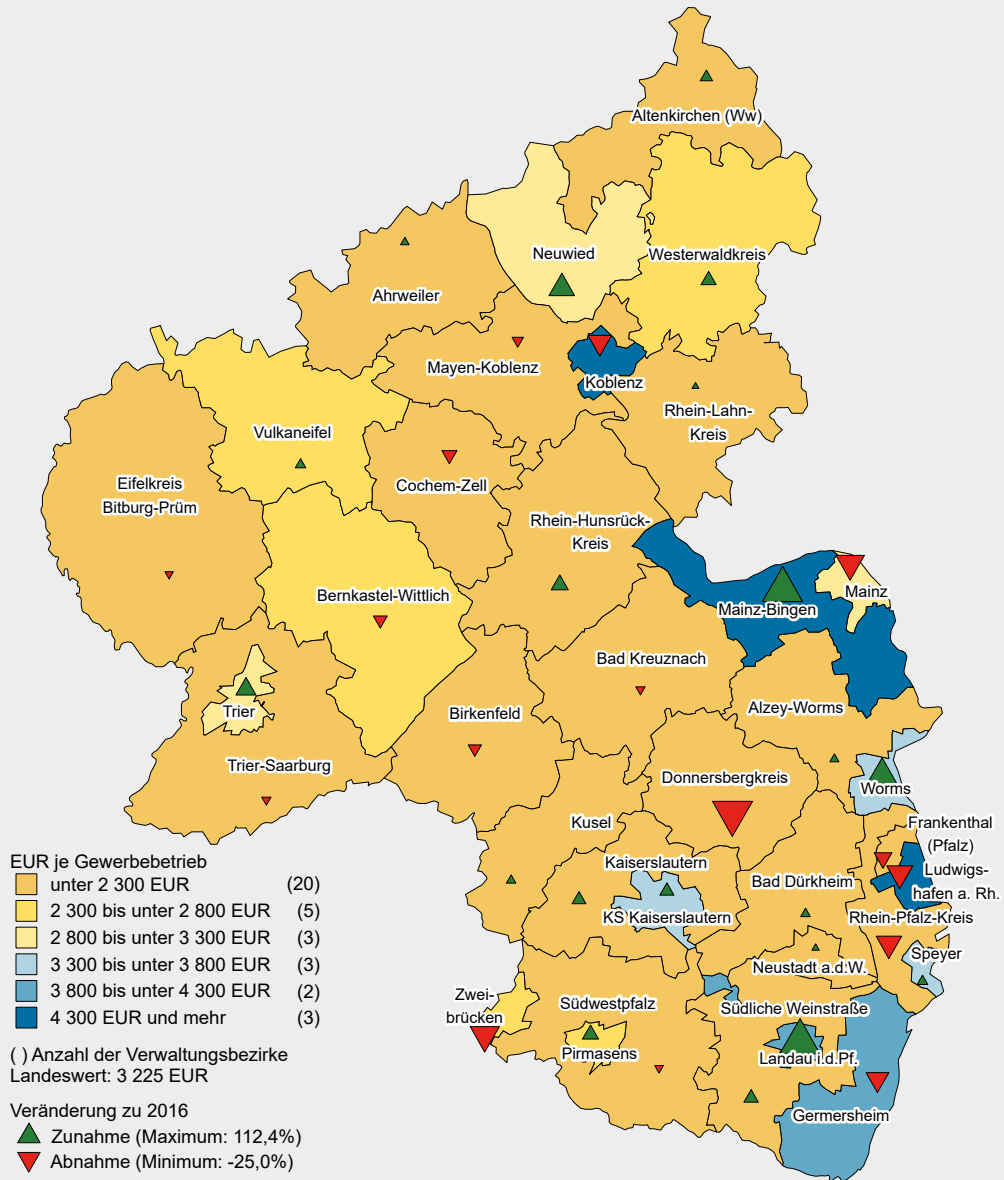 Altenkirchen (Ww)
Neuwied
Westerwaldkreis
Ahrweiler
Mayen-Koblenz
Koblenz
Rhein-Lahn-
Kreis
Vulkaneifel
Cochem-Zell
Eifelkreis
Bitburg-Prüm
Rhein-Hunsrück-
Kreis
Bernkastel-Wittlich
Mainz-Bingen
Mainz
Bad Kreuznach
Trier
Birkenfeld
Alzey-Worms
Trier-Saarburg
Donnersbergkreis
Worms
Kusel
Frankenthal
(Pfalz)
Kaiserslautern
Bad Dürkheim
Ludwigs-
hafen a. Rh.
KS Kaiserslautern
Rhein-Pfalz-Kreis
Speyer
Neustadt a.d.W.
Zwei-
brücken
Südwestpfalz
Südliche Weinstraße
Pirmasens
Landau i.d.Pf.
Germersheim
EUR je Gewerbebetrieb
unter 2 300 EUR (20)
2 300 bis unter 2 800 EUR (5)
2 800 bis unter 3 300 EUR (3)
3 300 bis unter 3 800 EUR (3)
3 800 bis unter 4 300 EUR (2)
4 300 EUR und mehr (3)
( ) Anzahl der Verwaltungsbezirke
Landeswert: 3 225 EUR
Veränderung zu 2016
Zunahme (Maximum: 112,4%)
Abnahme (Minimum: -25,0%)